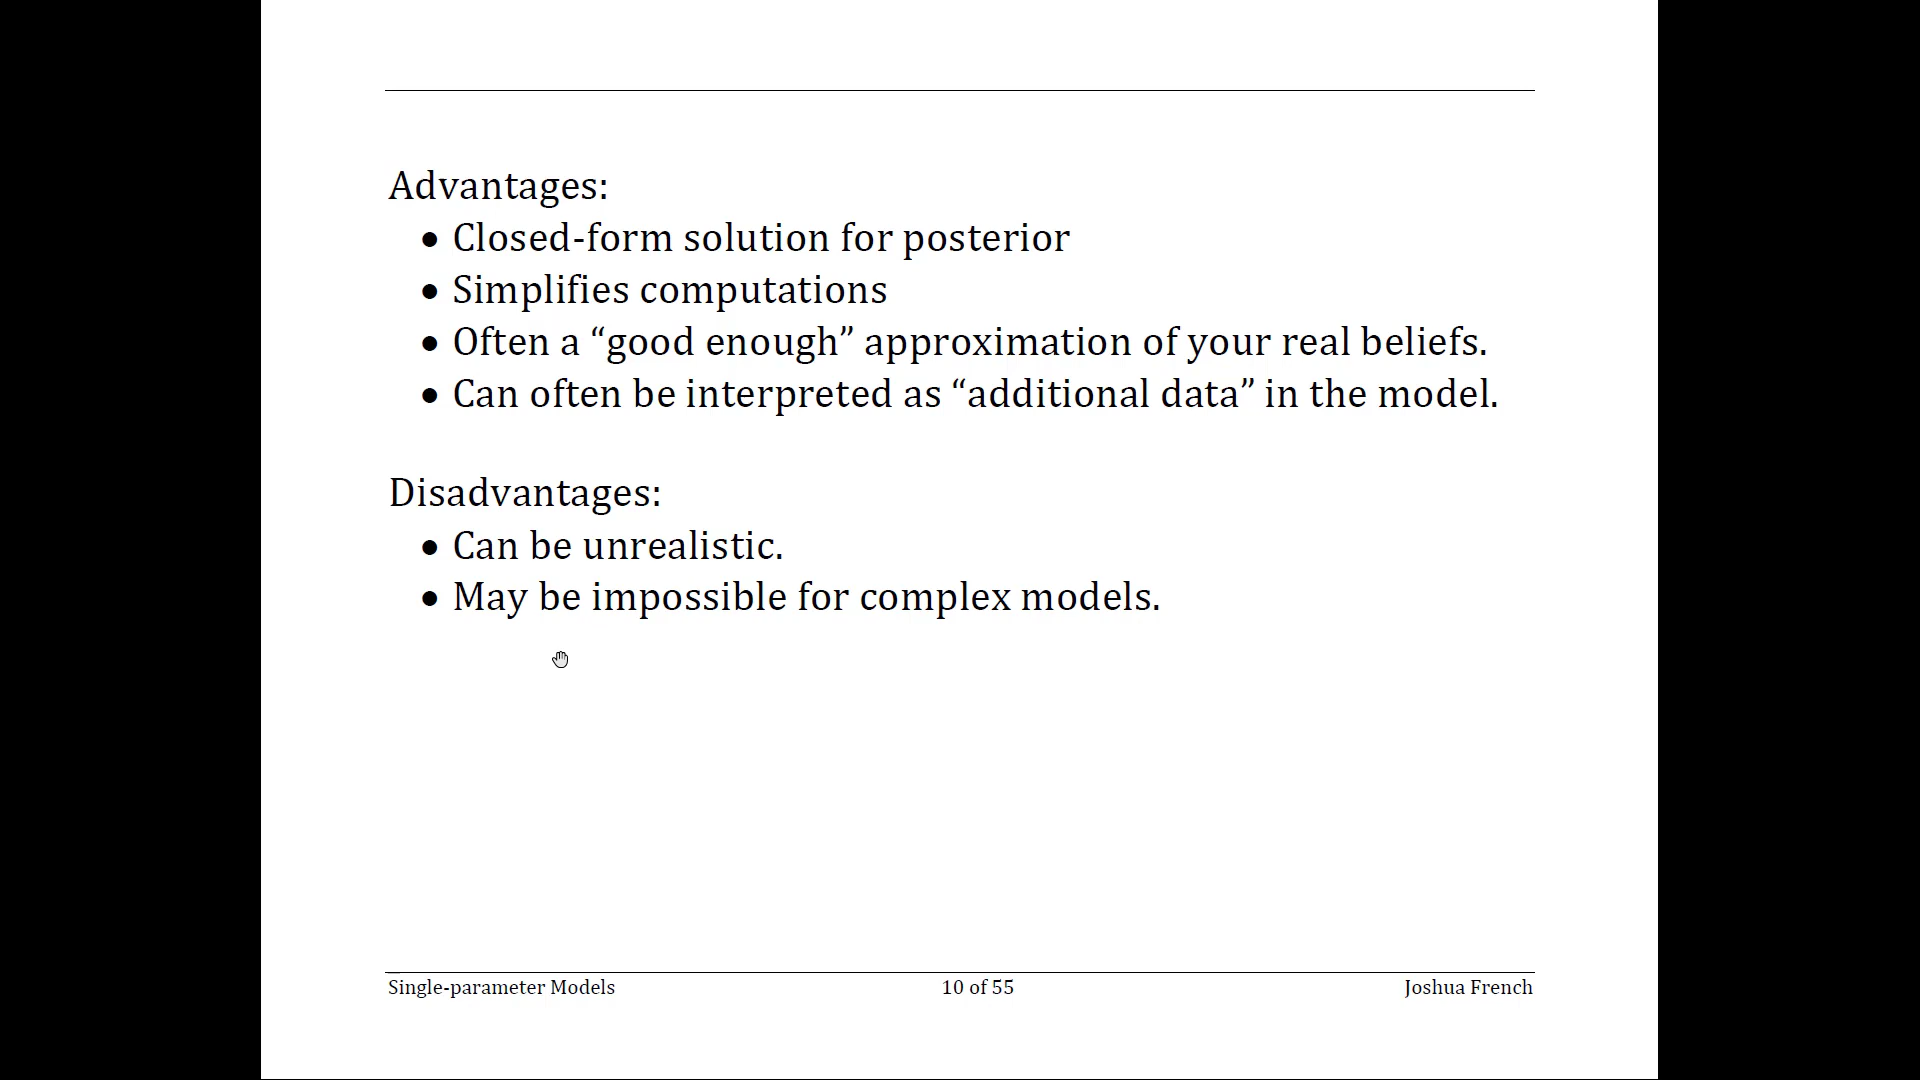 Advantages:
• Closed-form solution for posterior
• Simplifies computations
• Often a “good enough” approximation of your real beliefs.
• Can often be interpreted as “additional data” in the model.
Disadvantages:
• Can be unrealistic.
• May be impossible for complex models.
Single-parameter Models 10 of 55 Joshua French